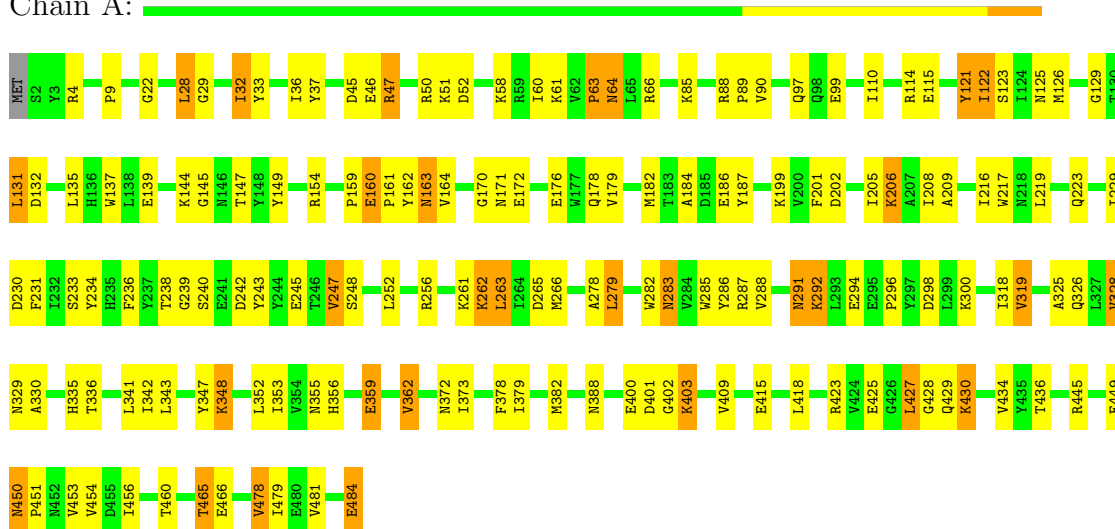 Chain A:
MET S2 Y3 R4 P9 G22 L28 G29 I32 Y33 I36 Y37 D45 E46 R47 R50 K51 D52 K58 R59 I60 K61 V62 P63 N64 L65 R66 K85 R88 P89 V90 Q97 Q98 E99 I110 R114 E115 Y121 I122 S123 I124 N125 M126 G129 T130
L131 D132 L135 H136 W137 L138 E139 K144 G145 N146 T147 Y148 Y149 R154 P159 E160 P161 Y162 N163 V164 G170 N171 E172 E176 W177 Q178 V179 M182 T183 A184 D185 E186 Y187 K199 V200 F201 D202 I205 K206 A207 I208 A209 I216 W217 N218 L219 Q223
D230 F231 I232 S233 Y234 H235 F236 Y237 T238 G239 S240 E241 D242 Y243 Y244 E245 T246 V247 S248 L252 R256 K261 K262 L263 I264 D265 M266 A278 L279 W282 N283 V284 W285 Y286 R287 V288 N291 K292 L293 E294 E295 P296 Y297 D298 L299 K300 I318 V319 A325 Q326 L327
N329 A330 H335 T336 L341 I342 L343 Y347 K348 L352 I353 V354 N355 H356 E359 V362 N372 I373 F378 I379 M382 N388 E400 D401 G402 K403 V409 E415 L418 R423 V424 E425 G426 L427 G428 Q429 K430 V434 Y435 T436 R445
N450 P451 N452 V453 V454 D455 I456 T460 T465 E466 V478 I479 E480 V481 E484